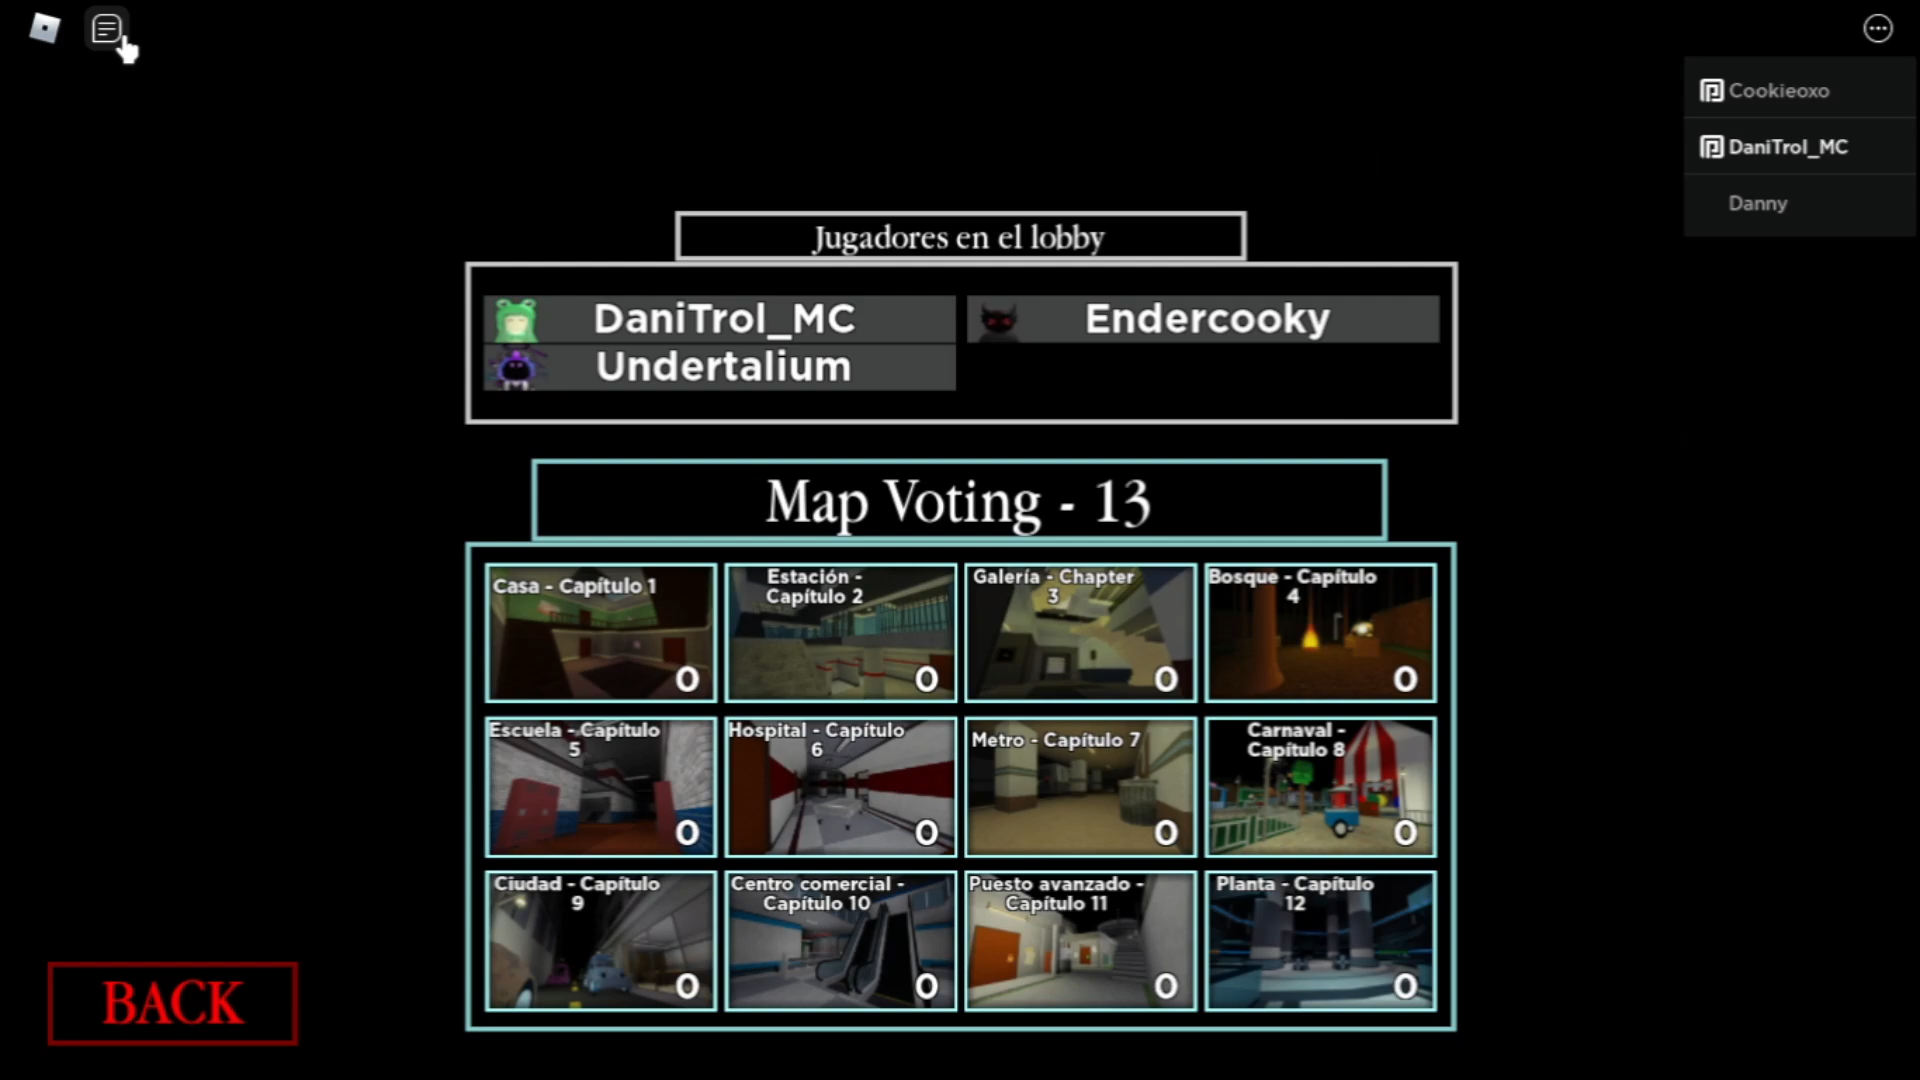 Cookieoxo
DaniTrol_MC
Danny
Jugadores en el lobby
DaniTrol_MC
Endercooky
Undertalium
Map Voting - 13
Casa - Capítulo 1
0
Estación -
Capítulo 2
0
Galería - Chapter
3
0
Bosque - Capítulo
4
0
Escuela - Capítulo
5
0
Hospital - Capítulo
6
0
Metro - Capítulo 7
0
Carnaval -
Capítulo 8
0
Ciudad - Capítulo
9
0
Centro comercial -
Capítulo 10
0
Puesto avanzado -
Capítulo 11
0
Planta - Capítulo
12
0
BACK